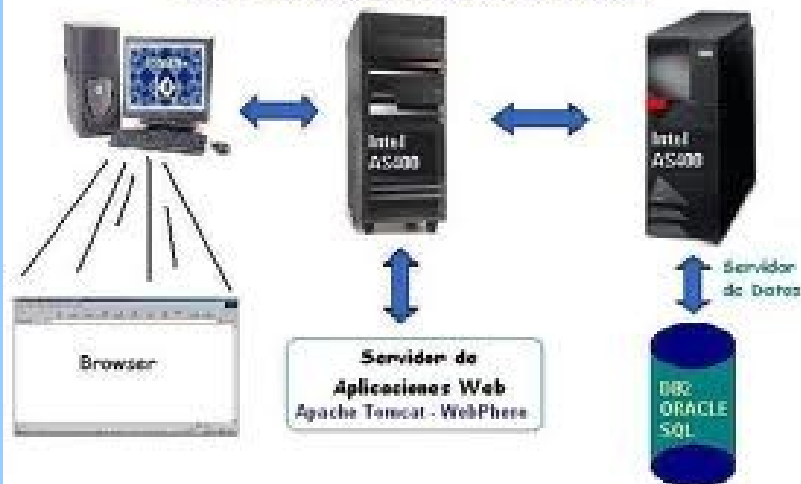 Intel
AS400
Intel
AS400
Servidor
de Datos
Browser
Servidor de
Aplicaciones Web
Apache Tomcat - WebPhere
DB2
ORACLE
SQL